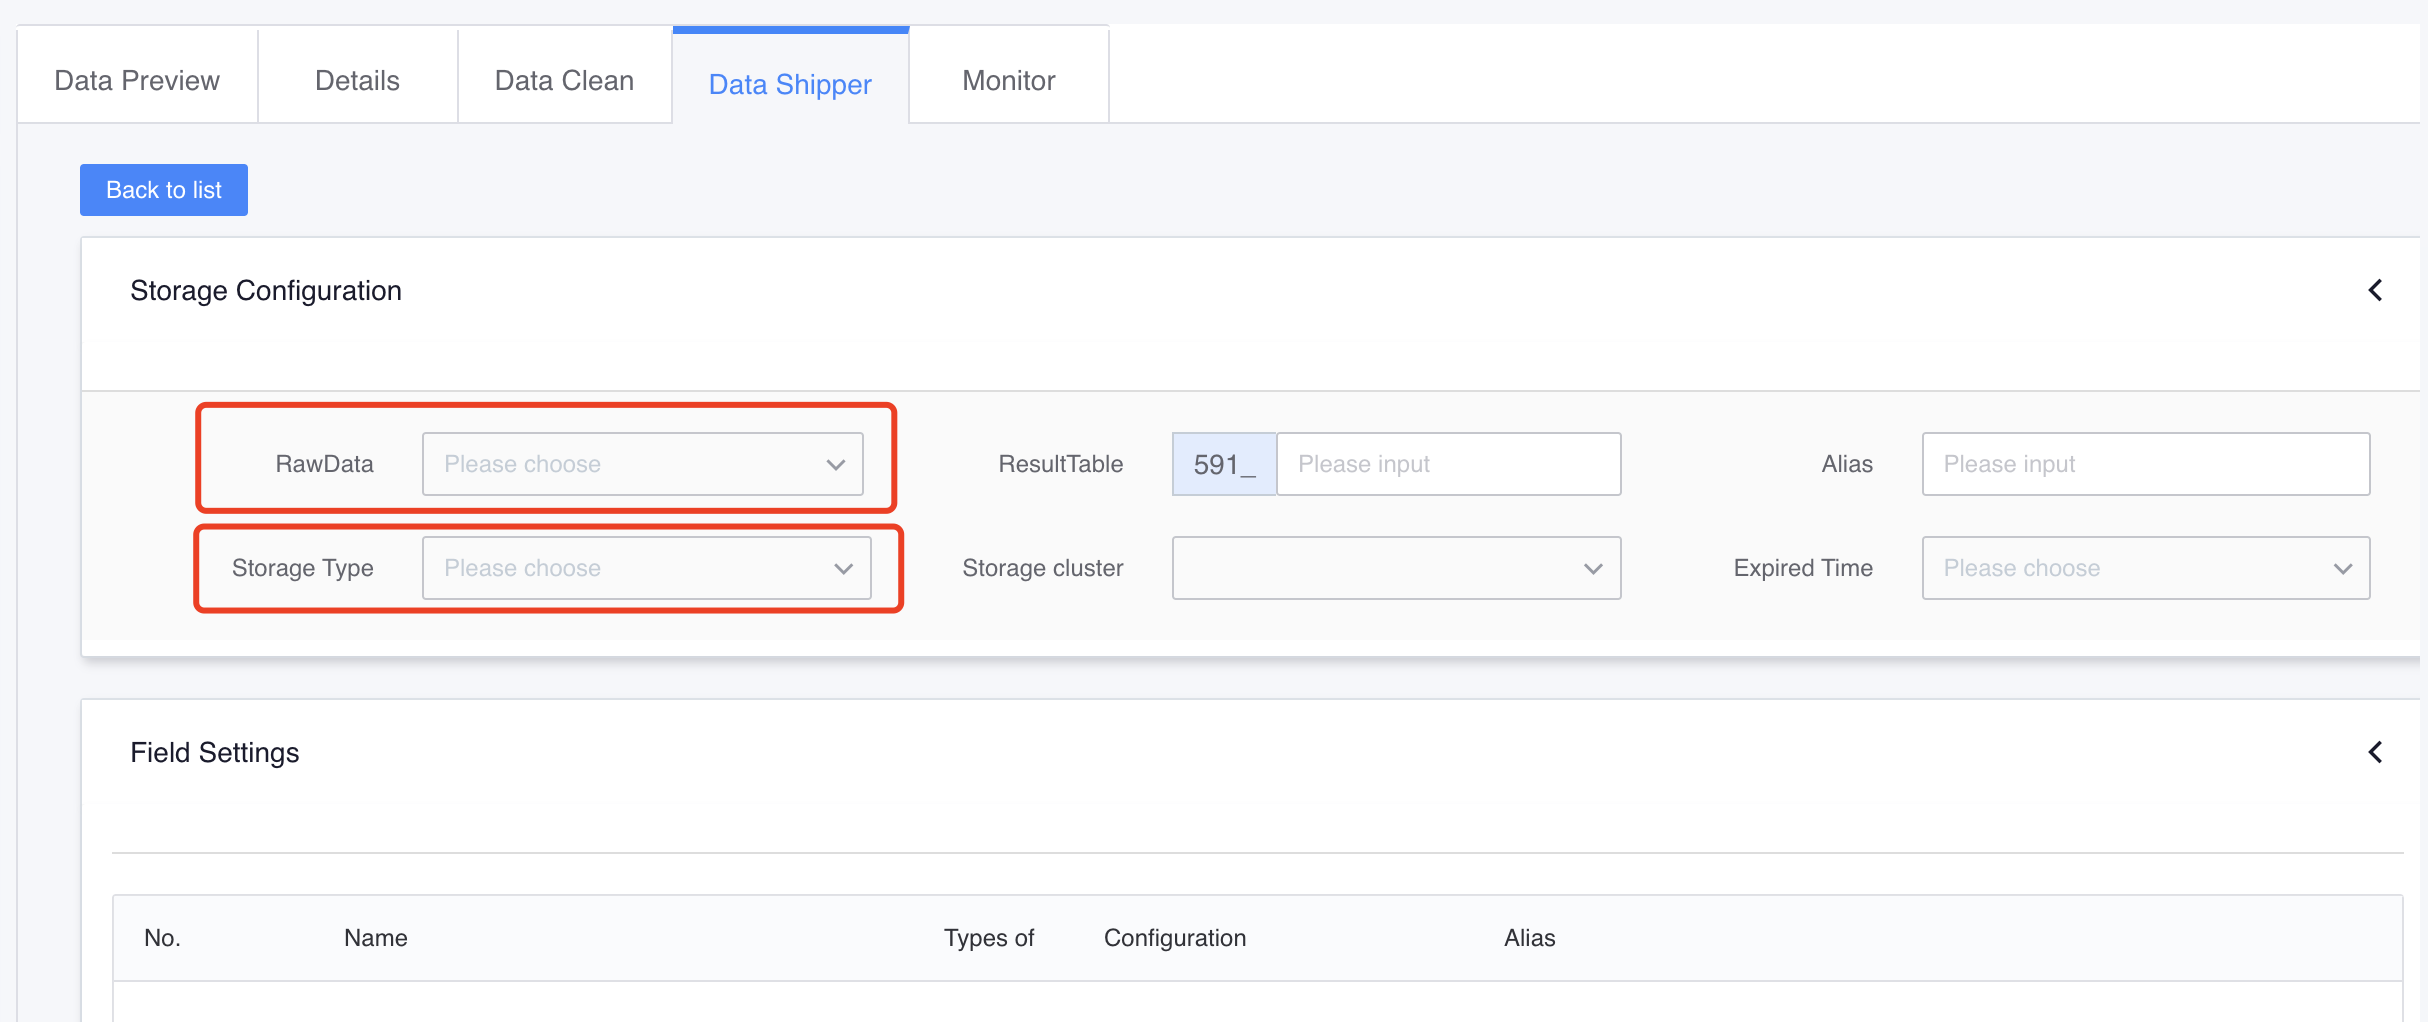 Data Preview Details Data Clean Data Shipper Monitor
Back to list
Storage Configuration
RawData Please choose ResultTable 591_ Please input Alias Please input
Storage Type Please choose Storage cluster Expired Time Please choose
Field Settings
No. Name Types of Configuration Alias